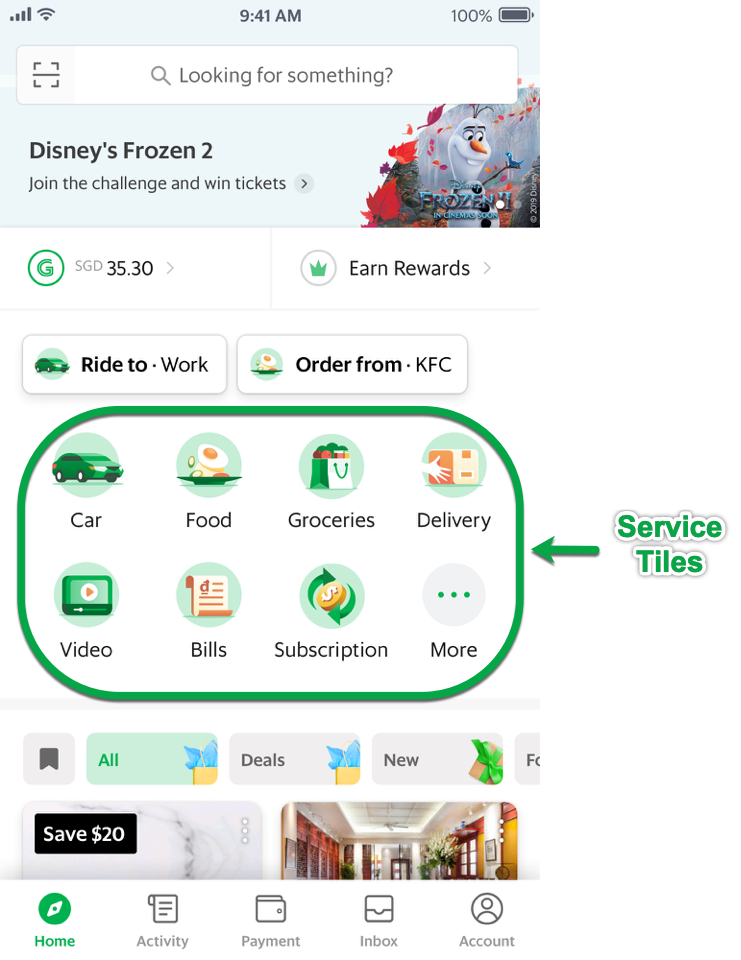 9:41 AM
100%
Looking for something?
Disney's Frozen 2
Join the challenge and win tickets
Disney
FROZEN II
IN CINEMAS SOON
© 2019 Disney
G SGD 35.30
Earn Rewards
Ride to · Work
Order from · KFC
Car
Food
Groceries
Delivery
Service
Tiles
đ
$
Video
Bills
Subscription
More
All
Deals
New
Fo
Save $20
Home
Activity
Payment
Inbox
Account